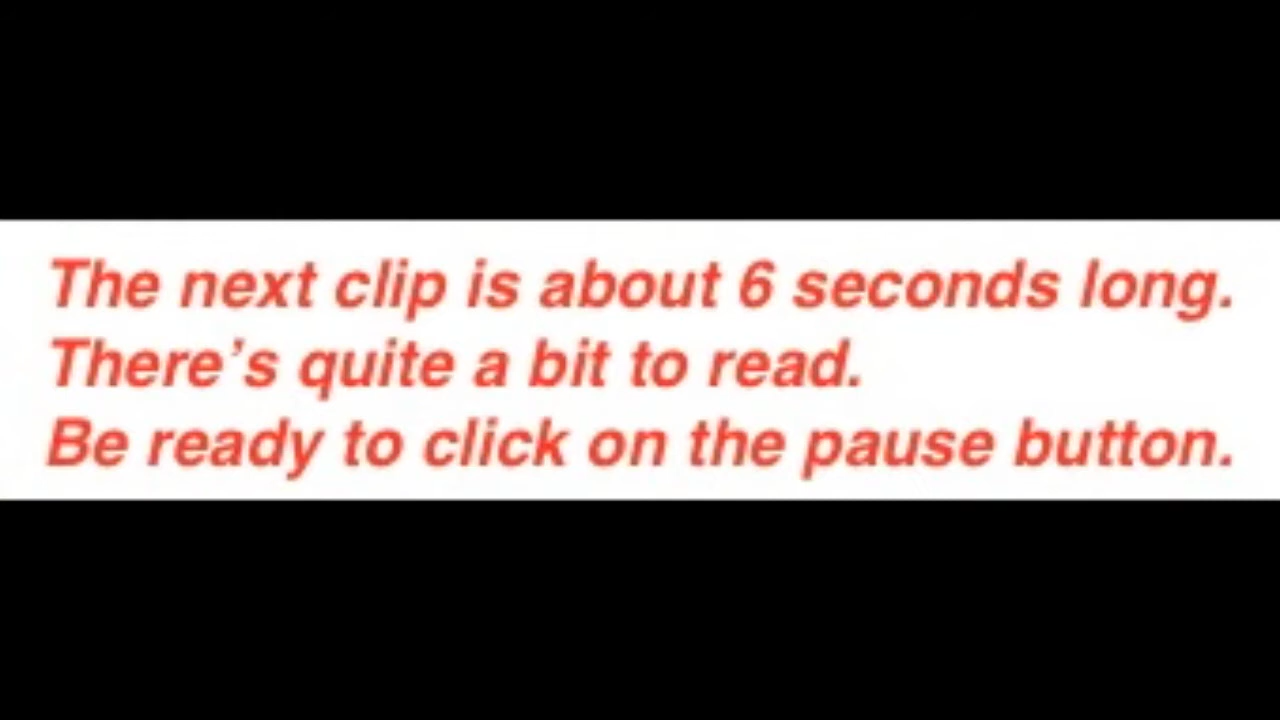 The next clip is about 6 seconds long.
There’s quite a bit to read.
Be ready to click on the pause button.